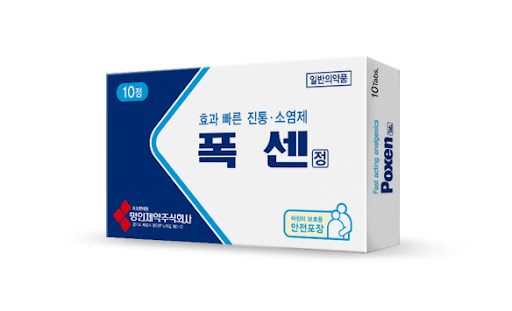 일반의약품
10정
효과 빠른 진통·소염제
폭 센 정
명인제약주식회사
어린이 보호용
안전포장
10Tabs.
Poxen Tab.
Fast acting analgesics